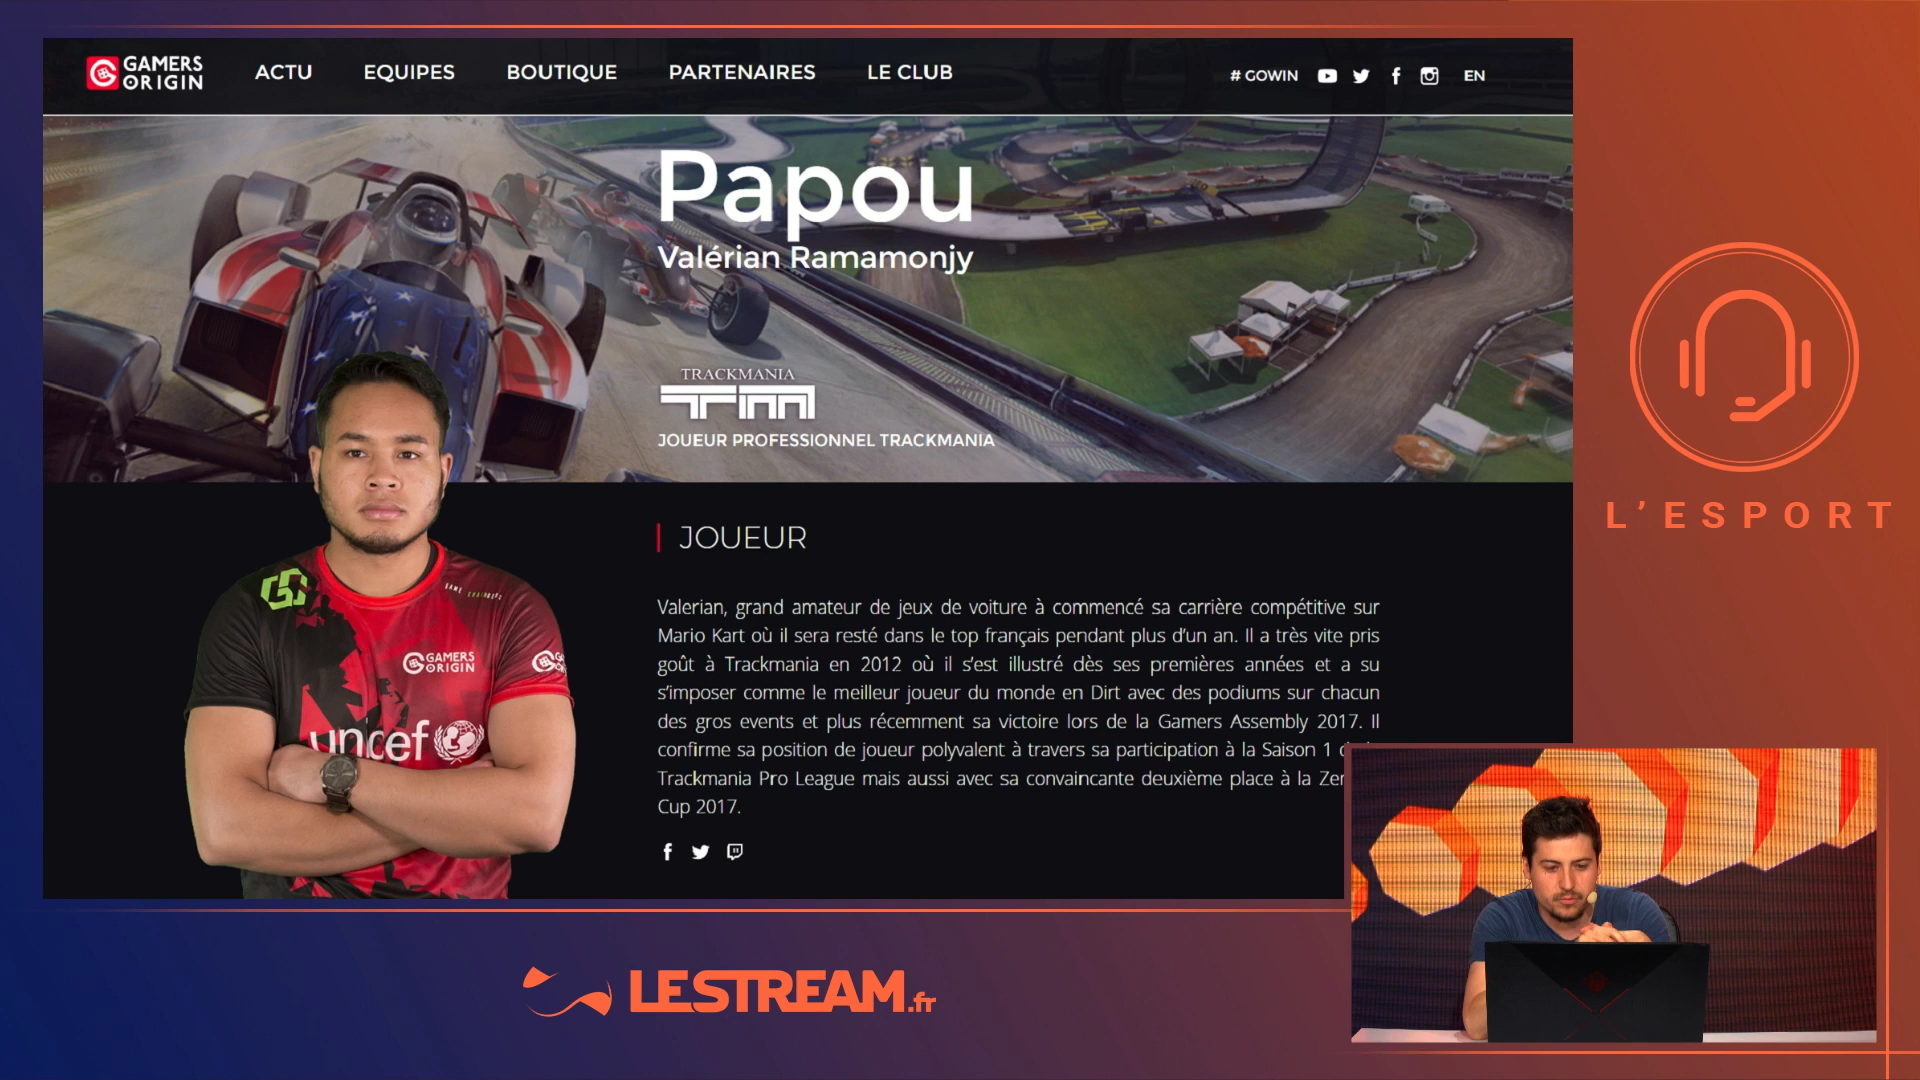 GAMERS ORIGIN
ACTU EQUIPES BOUTIQUE PARTENAIRES LE CLUB
# GOWIN EN
Papou
Valérian Ramamonjy
TRACKMANIA
TM
JOUEUR PROFESSIONNEL TRACKMANIA
JOUEUR
Valerian, grand amateur de jeux de voiture à commencé sa carrière compétitive sur
Mario Kart où il sera resté dans le top français pendant plus d'un an. Il a très vite pris
goût à Trackmania en 2012 où il s'est illustré dès ses premières années et a su
s'imposer comme le meilleur joueur du monde en Dirt avec des podiums sur chacun
des gros events et plus récemment sa victoire lors de la Gamers Assembly 2017. Il
confirme sa position de joueur polyvalent à travers sa participation à la Saison 1
Trackmania Pro League mais aussi avec sa convaincante deuxième place à la
Cup 2017.
GAMERS
ORIGIN
unicef
L'ESPORT
LESTREAM.fr